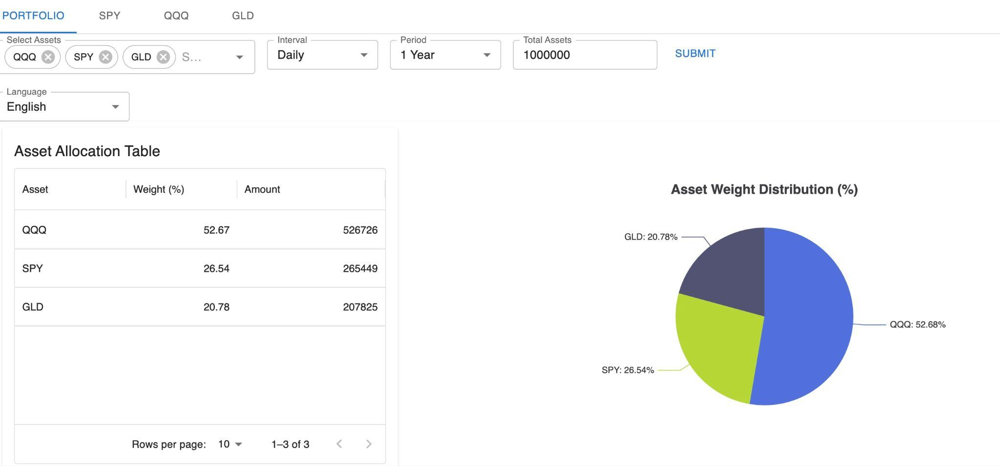 PORTFOLIO SPY QQQ GLD
Select Assets Interval Period Total Assets
QQQ SPY GLD S... Daily 1 Year 1000000 SUBMIT
Language
English
Asset Allocation Table
Asset Weight (%) Amount
QQQ 52.67 526726
SPY 26.54 265449
GLD 20.78 207825
Rows per page: 10 1–3 of 3
Asset Weight Distribution (%)
GLD: 20.78%
QQQ: 52.68%
SPY: 26.54%